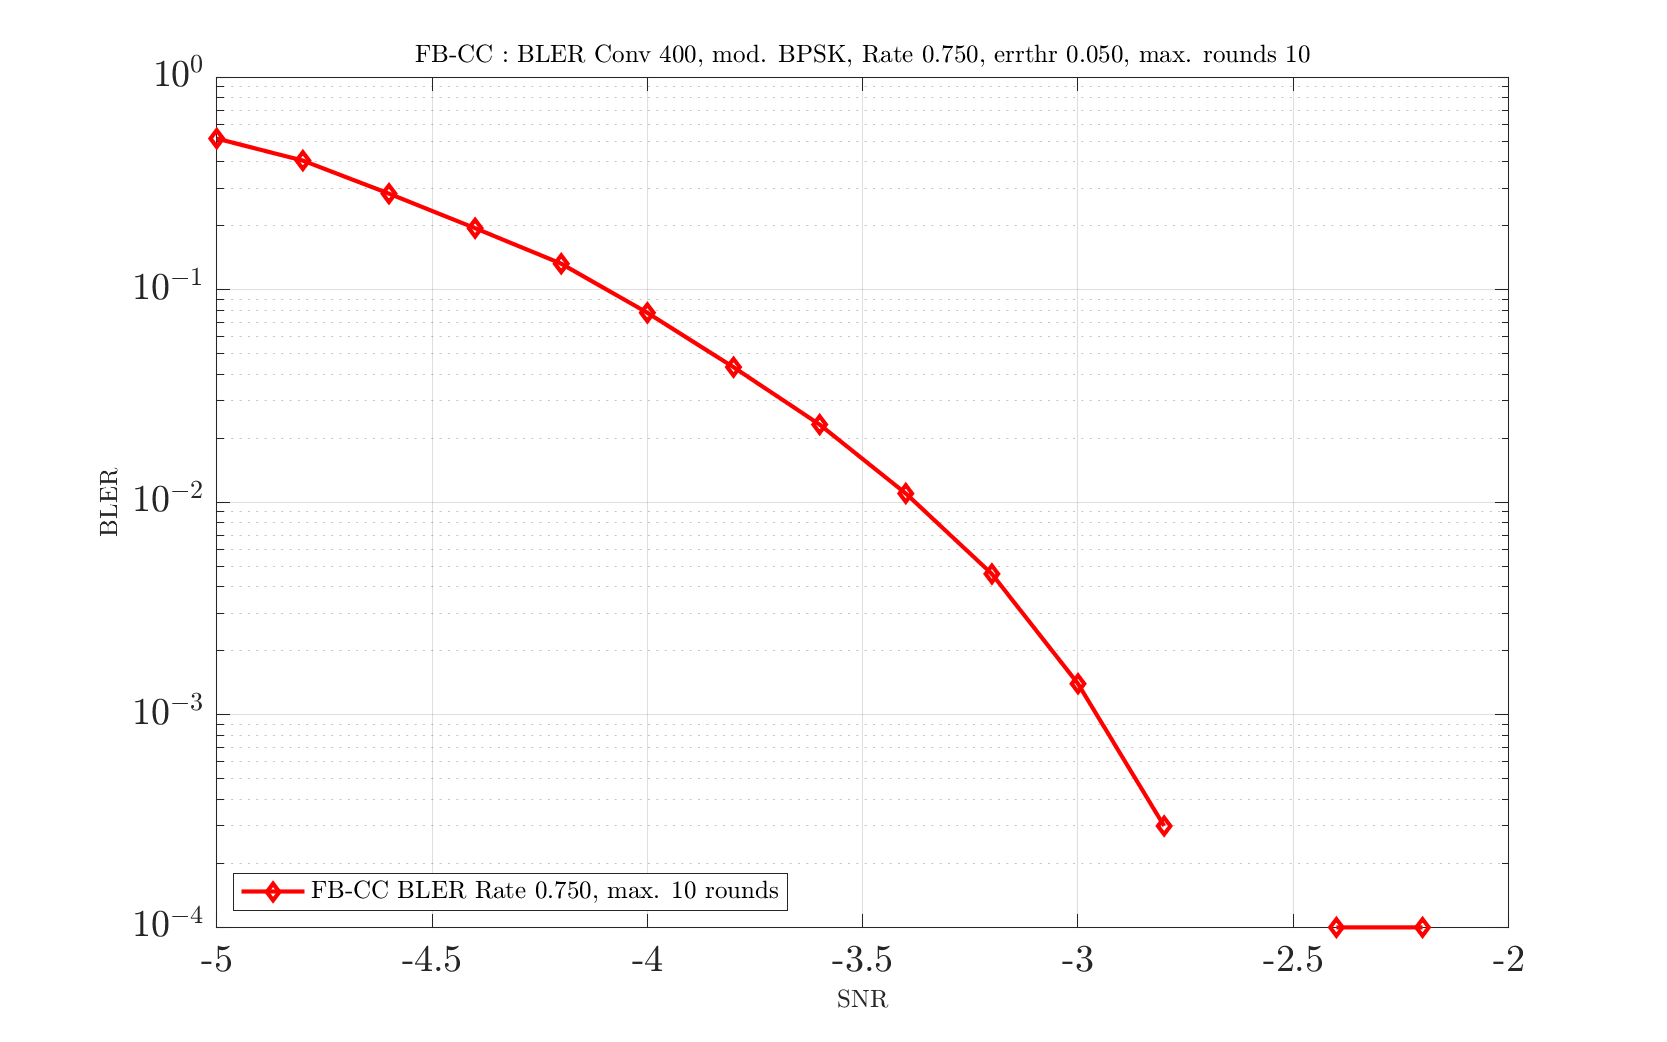 FB-CC : BLER Conv 400, mod. BPSK, Rate 0.750, errthr 0.050, max. rounds 10
10^0
10^-1
10^-2
10^-3
10^-4
BLER
FB-CC BLER Rate 0.750, max. 10 rounds
-5 -4.5 -4 -3.5 -3 -2.5 -2
SNR